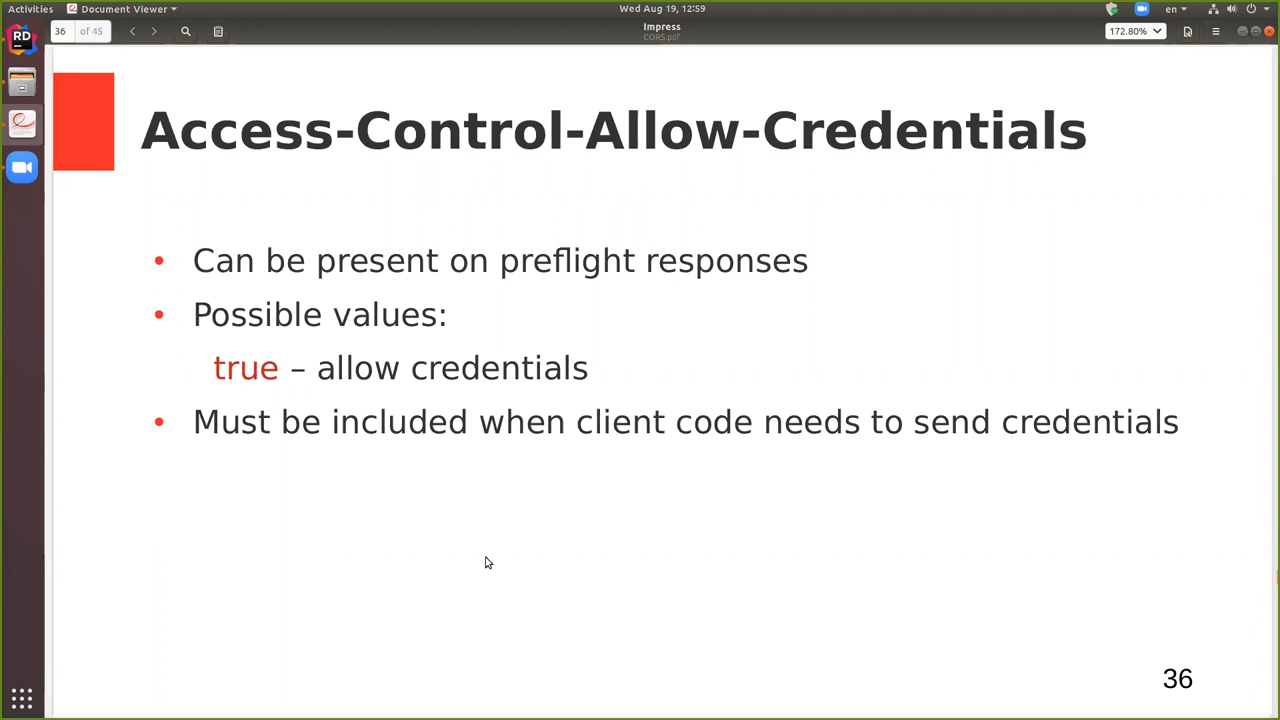 Activities
Document Viewer
Wed Aug 19, 12:59
en
36
of 45
Impress
CORS.pdf
172.80%
RD
Access-Control-Allow-Credentials
• Can be present on preflight responses
• Possible values:
true – allow credentials
• Must be included when client code needs to send credentials
36